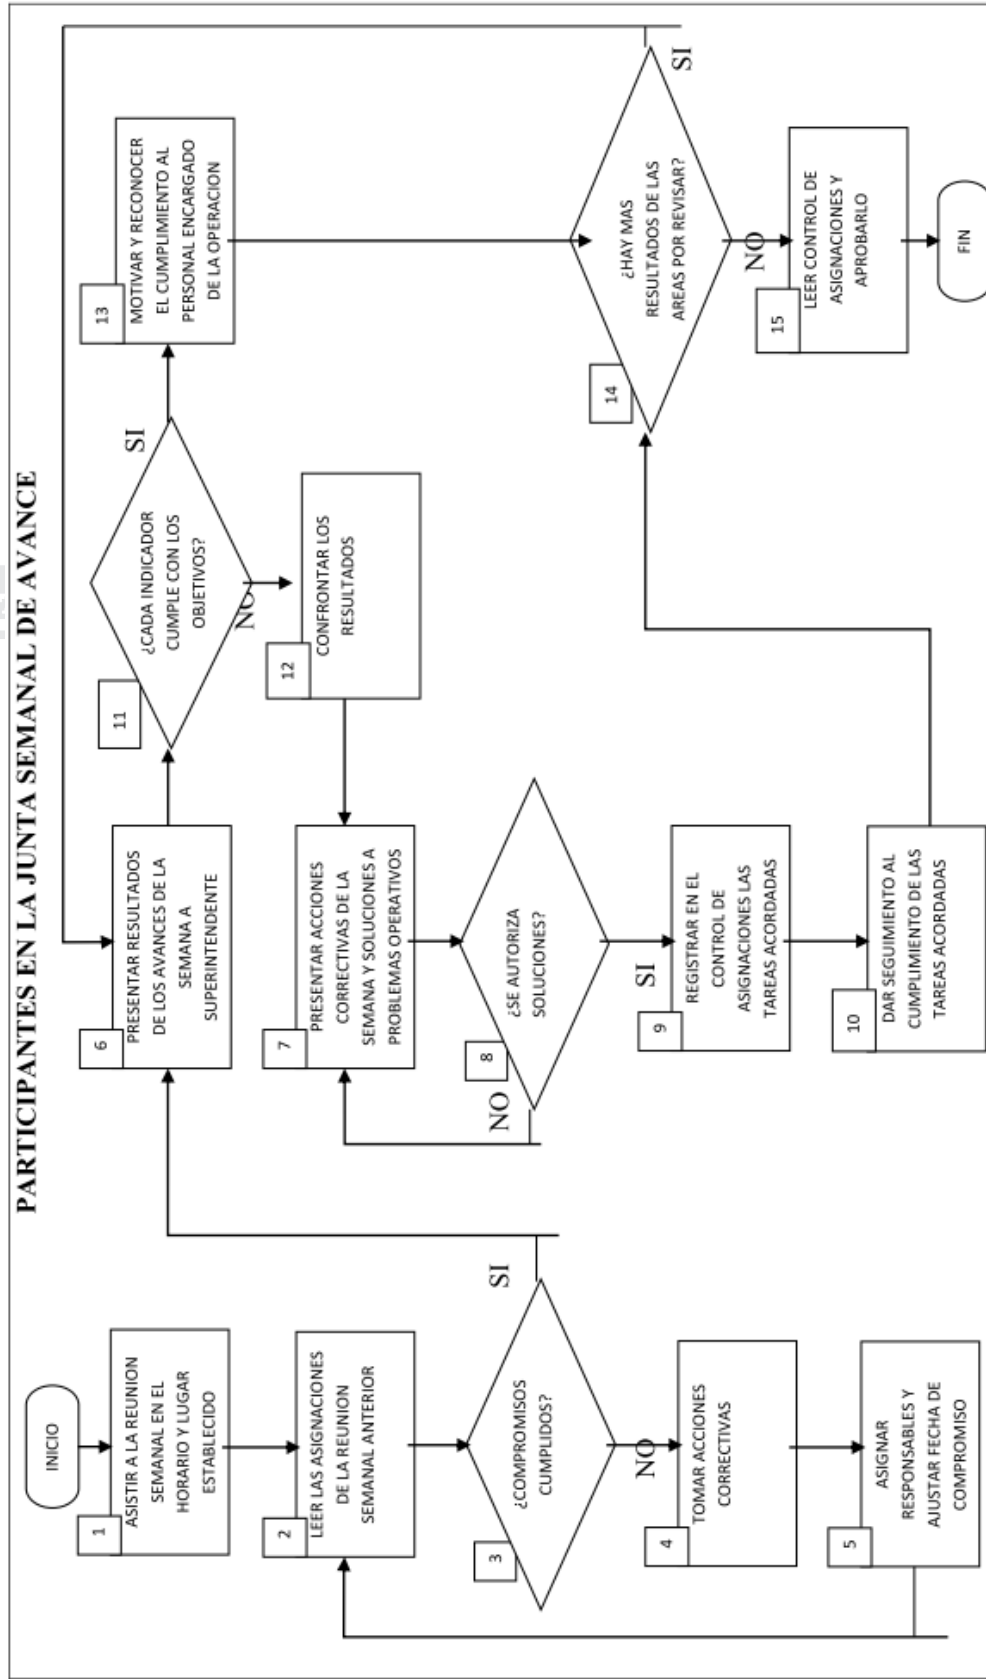 PARTICIPANTES EN LA JUNTA SEMANAL DE AVANCE
INICIO
1
ASISTIR A LA REUNION
SEMANAL EN EL
HORARIO Y LUGAR
ESTABLECIDO
2
LEER LAS ASIGNACIONES
DE LA REUNION
SEMANAL ANTERIOR
3
¿COMPROMISOS
CUMPLIDOS?
SI
NO
4
TOMAR ACCIONES
CORRECTIVAS
5
ASIGNAR
RESPONSABLES Y
AJUSTAR FECHA DE
COMPROMISO
6
PRESENTAR RESULTADOS
DE LOS AVANCES DE LA
SEMANA A
SUPERINTENDENTE
7
PRESENTAR ACCIONES
CORRECTIVAS DE LA
SEMANA Y SOLUCIONES A
PROBLEMAS OPERATIVOS
8
¿SE AUTORIZA
SOLUCIONES?
NO
SI
9
REGISTRAR EN EL
CONTROL DE
ASIGNACIONES LAS
TAREAS ACORDADAS
10
DAR SEGUIMIENTO AL
CUMPLIMIENTO DE LAS
TAREAS ACORDADAS
11
¿CADA INDICADOR
CUMPLE CON LOS
OBJETIVOS?
SI
NO
12
CONFRONTAR LOS
RESULTADOS
13
MOTIVAR Y RECONOCER
EL CUMPLIMIENTO AL
PERSONAL ENCARGADO
DE LA OPERACION
14
¿HAY MAS
RESULTADOS DE LAS
AREAS POR REVISAR?
SI
NO
15
LEER CONTROL DE
ASIGNACIONES Y
APROBARLO
FIN